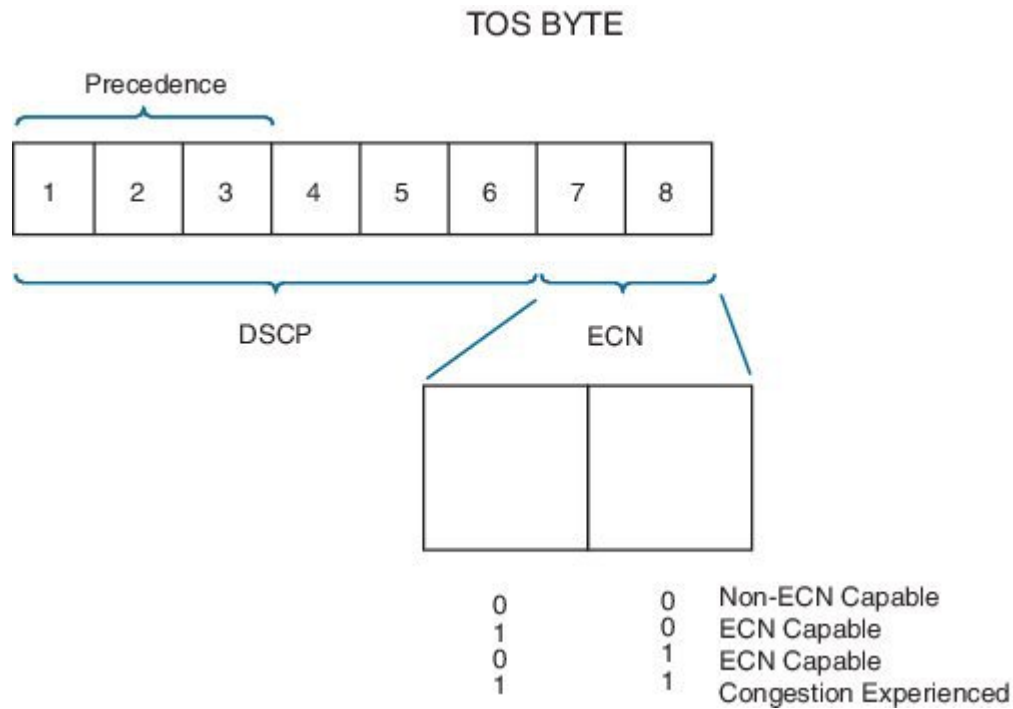 TOS BYTE
Precedence
1 2 3 4 5 6 7 8
DSCP ECN
0 0 Non-ECN Capable
1 0 ECN Capable
0 1 ECN Capable
1 1 Congestion Experienced